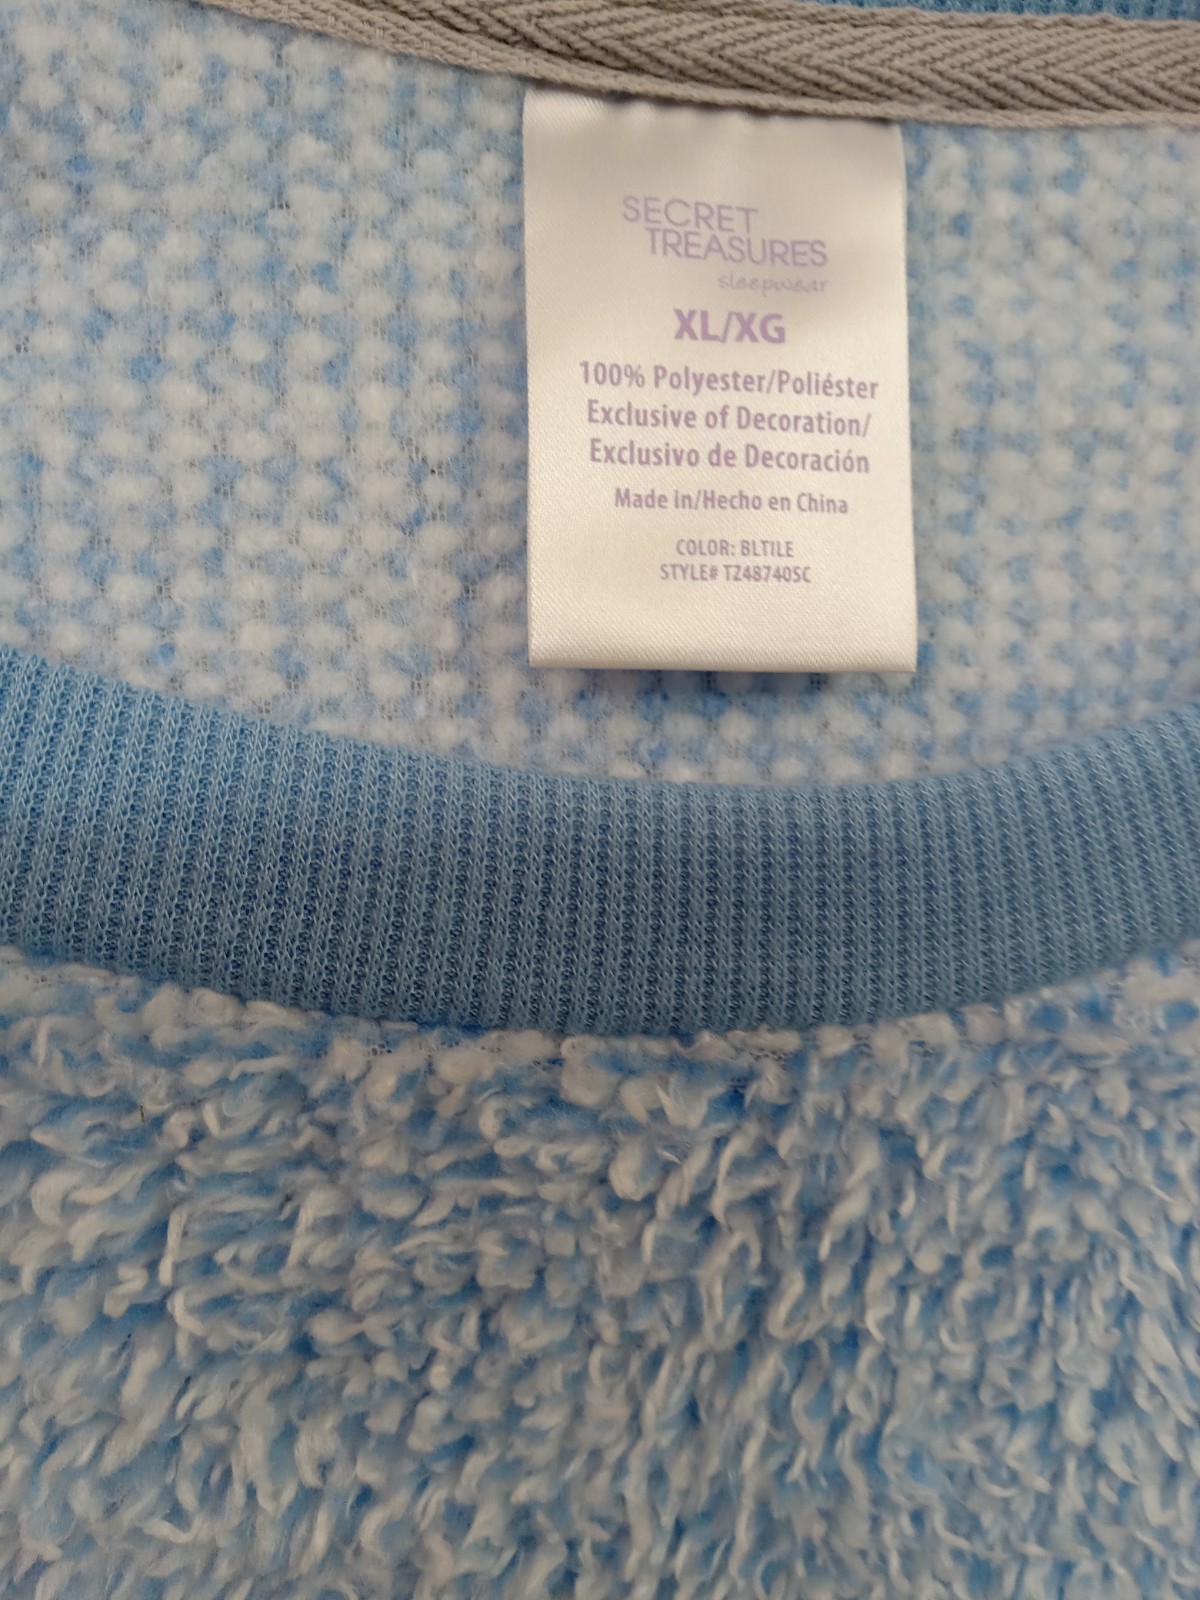 SECRET
TREASURES
sleepwear
XL/XG
100% Polyester/Poliéster
Exclusive of Decoration/
Exclusivo de Decoración
Made in/Hecho en China
COLOR: BLTILE
STYLE# TZ48740SC